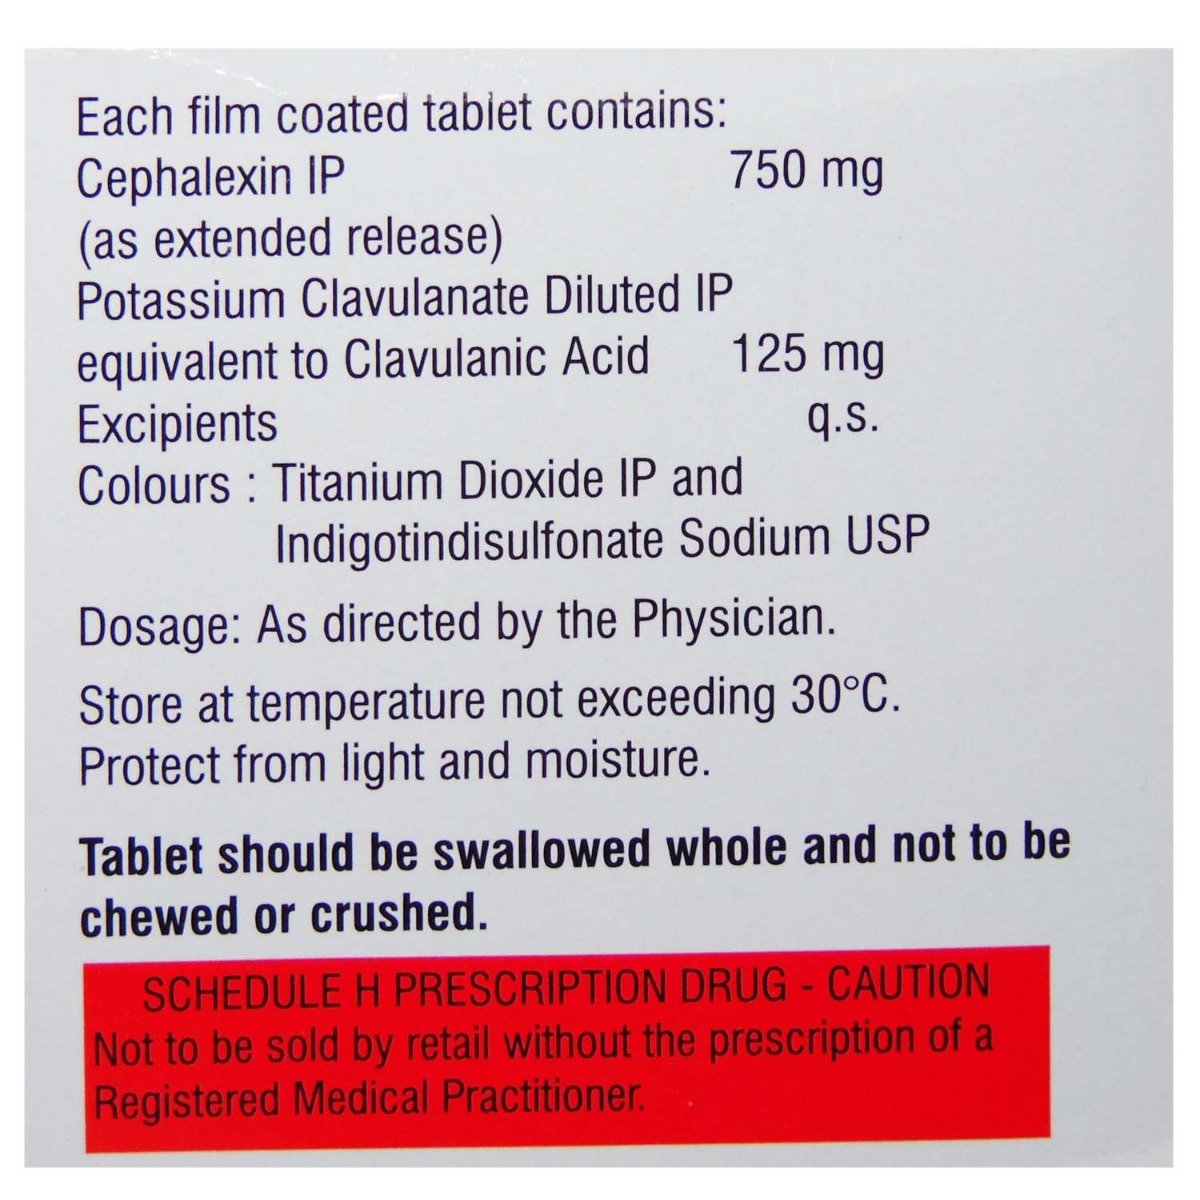 Each film coated tablet contains:
Cephalexin IP 750 mg
(as extended release)
Potassium Clavulanate Diluted IP
equivalent to Clavulanic Acid 125 mg
Excipients q.s.
Colours : Titanium Dioxide IP and
Indigotindisulfonate Sodium USP
Dosage: As directed by the Physician.
Store at temperature not exceeding 30°C.
Protect from light and moisture.
Tablet should be swallowed whole and not to be
chewed or crushed.
SCHEDULE H PRESCRIPTION DRUG - CAUTION
Not to be sold by retail without the prescription of a
Registered Medical Practitioner.